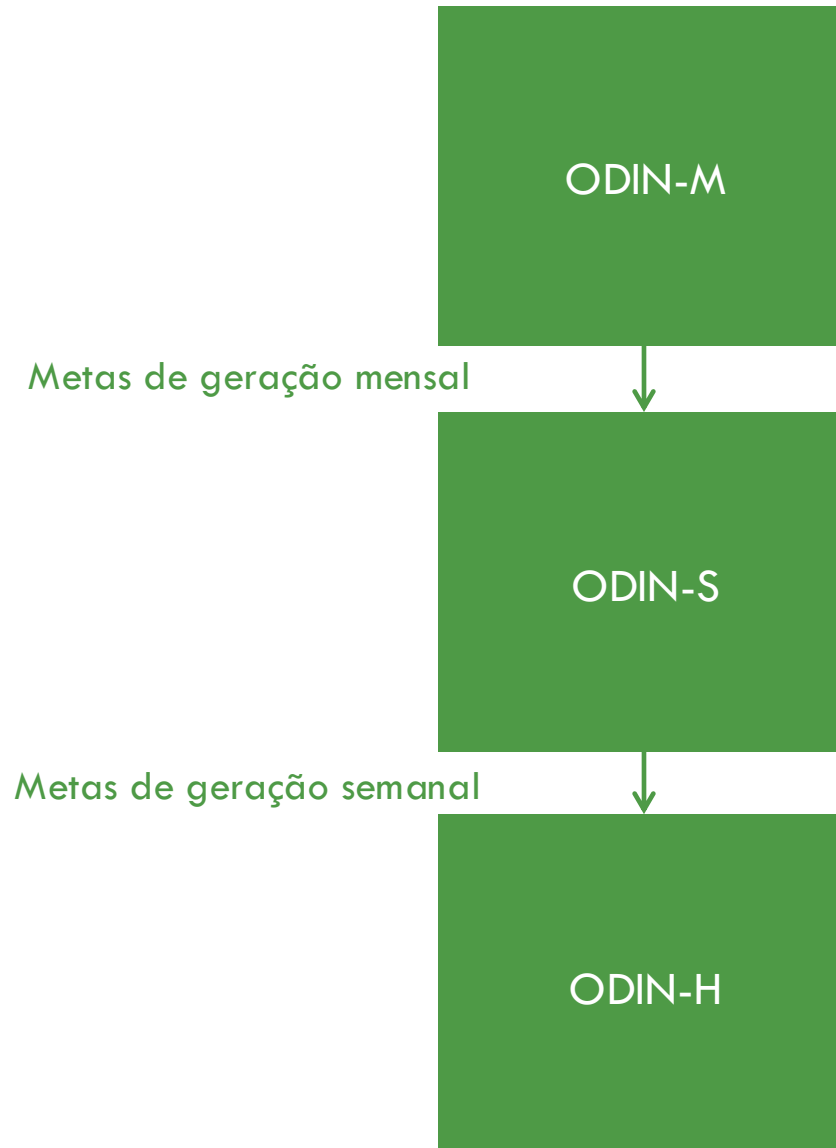 ODIN-M
Metas de geração mensal
ODIN-S
Metas de geração semanal
ODIN-H